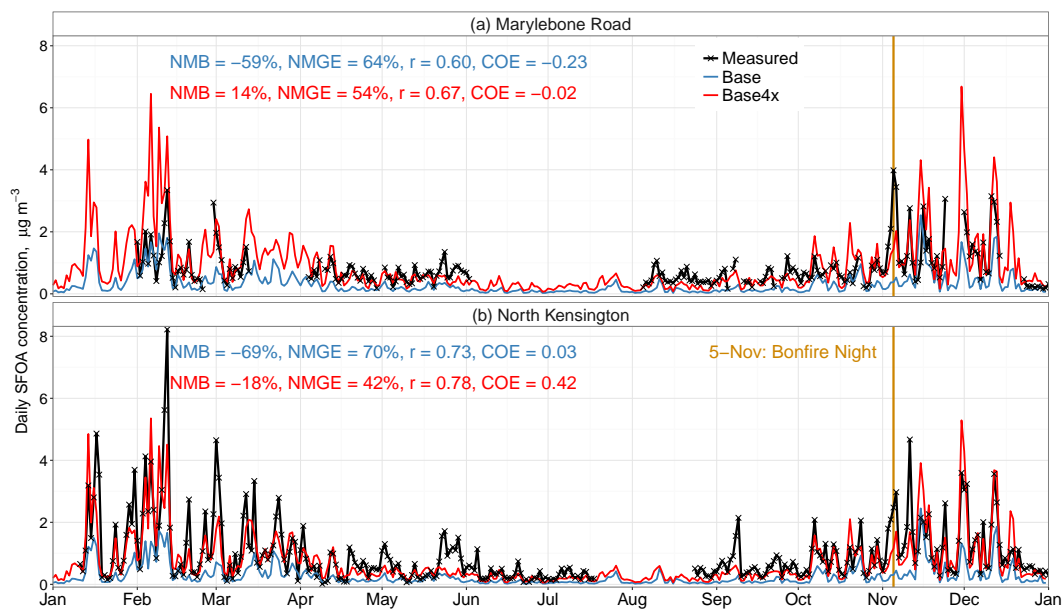 (a) Marylebone Road
8
6
4
2
0
NMB = −59%, NMGE = 64%, r = 0.60, COE = −0.23
NMB = 14%, NMGE = 54%, r = 0.67, COE = −0.02
Measured
Base
Base4x
Daily SFOA concentration, μg m⁻³
(b) North Kensington
8
6
4
2
0
NMB = −69%, NMGE = 70%, r = 0.73, COE = 0.03
NMB = −18%, NMGE = 42%, r = 0.78, COE = 0.42
5−Nov: Bonfire Night
Jan Feb Mar Apr May Jun Jul Aug Sep Oct Nov Dec Jan